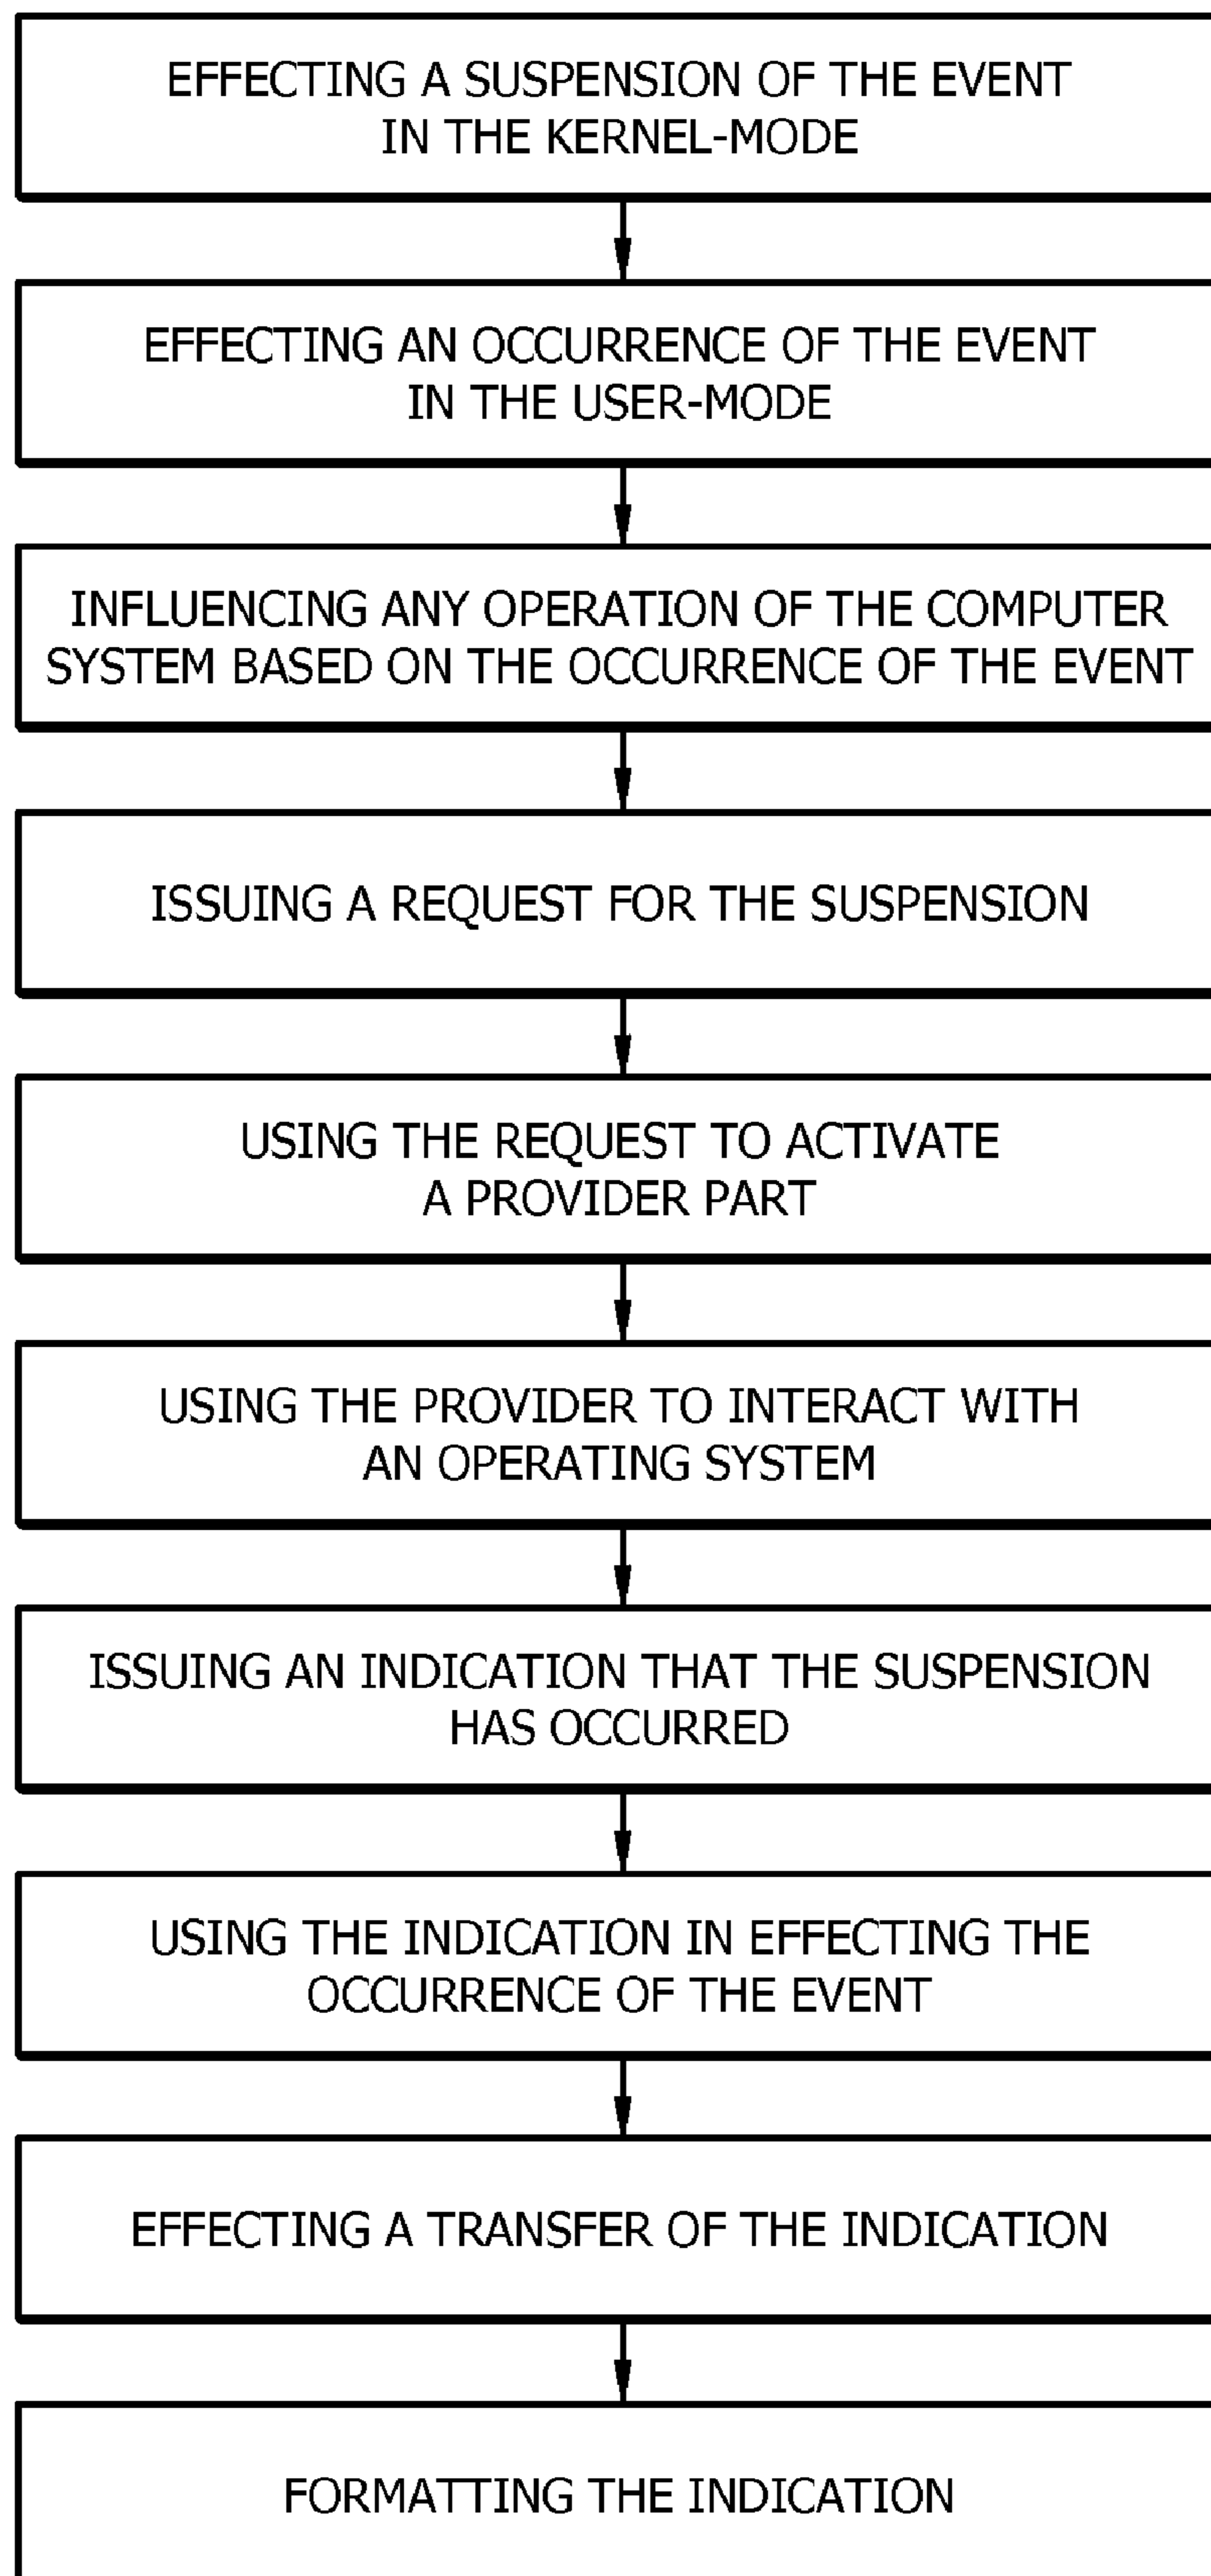 EFFECTING A SUSPENSION OF THE EVENT
IN THE KERNEL-MODE
EFFECTING AN OCCURRENCE OF THE EVENT
IN THE USER-MODE
INFLUENCING ANY OPERATION OF THE COMPUTER
SYSTEM BASED ON THE OCCURRENCE OF THE EVENT
ISSUING A REQUEST FOR THE SUSPENSION
USING THE REQUEST TO ACTIVATE
A PROVIDER PART
USING THE PROVIDER TO INTERACT WITH
AN OPERATING SYSTEM
ISSUING AN INDICATION THAT THE SUSPENSION
HAS OCCURRED
USING THE INDICATION IN EFFECTING THE
OCCURRENCE OF THE EVENT
EFFECTING A TRANSFER OF THE INDICATION
FORMATTING THE INDICATION